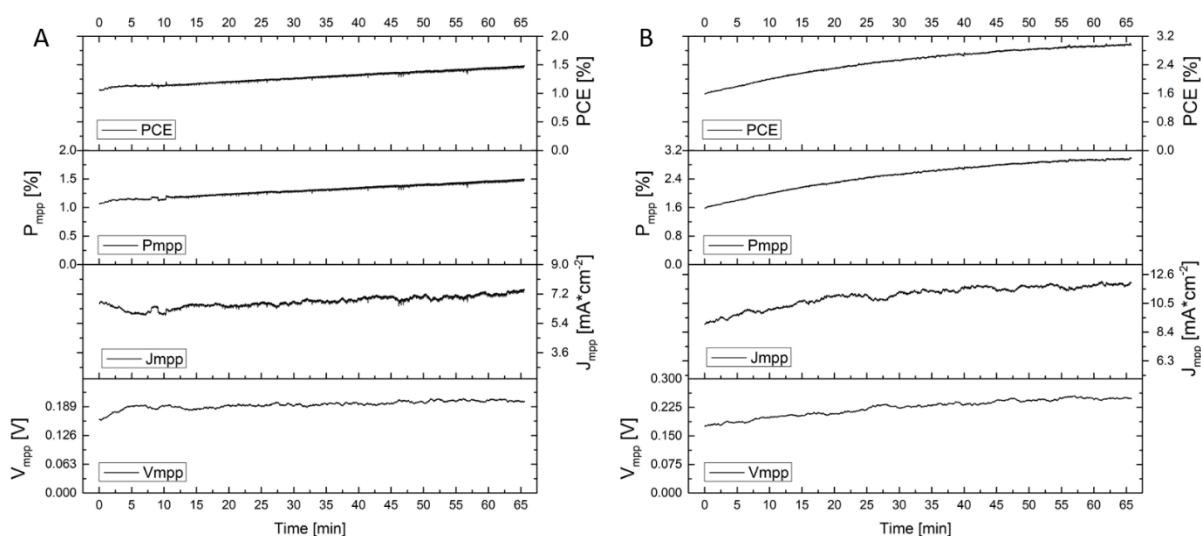 A
0 5 10 15 20 25 30 35 40 45 50 55 60 65
2.0
1.5
1.0
0.5
0.0
PCE [%]
PCE
2.0
1.5
1.0
0.5
0.0
P_mpp [%]
Pmpp
9.0
7.2
5.4
3.6
J_mpp [mA*cm⁻²]
Jmpp
0.189
0.126
0.063
0.000
V_mpp [V]
Vmpp
0 5 10 15 20 25 30 35 40 45 50 55 60 65
Time [min]
B
0 5 10 15 20 25 30 35 40 45 50 55 60 65
3.2
2.4
1.6
0.8
0.0
PCE [%]
PCE
3.2
2.4
1.6
0.8
0.0
P_mpp [%]
Pmpp
12.6
10.5
8.4
6.3
J_mpp [mA*cm⁻²]
Jmpp
0.300
0.225
0.150
0.075
0.000
V_mpp [V]
Vmpp
0 5 10 15 20 25 30 35 40 45 50 55 60 65
Time [min]